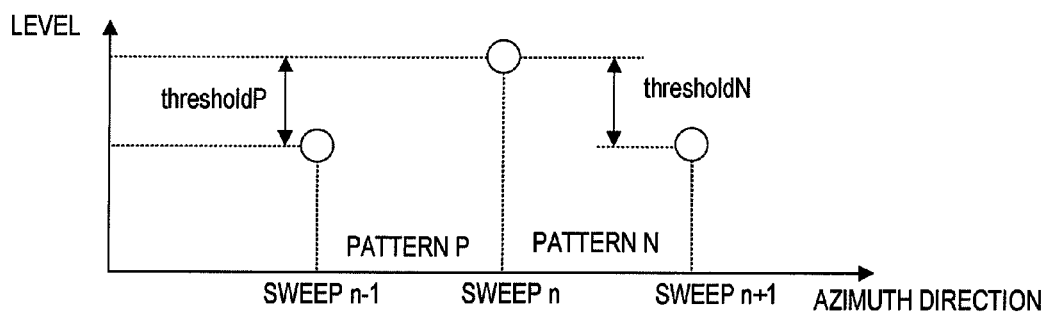 LEVEL
thresholdP
thresholdN
PATTERN P
PATTERN N
SWEEP n-1
SWEEP n
SWEEP n+1
AZIMUTH DIRECTION